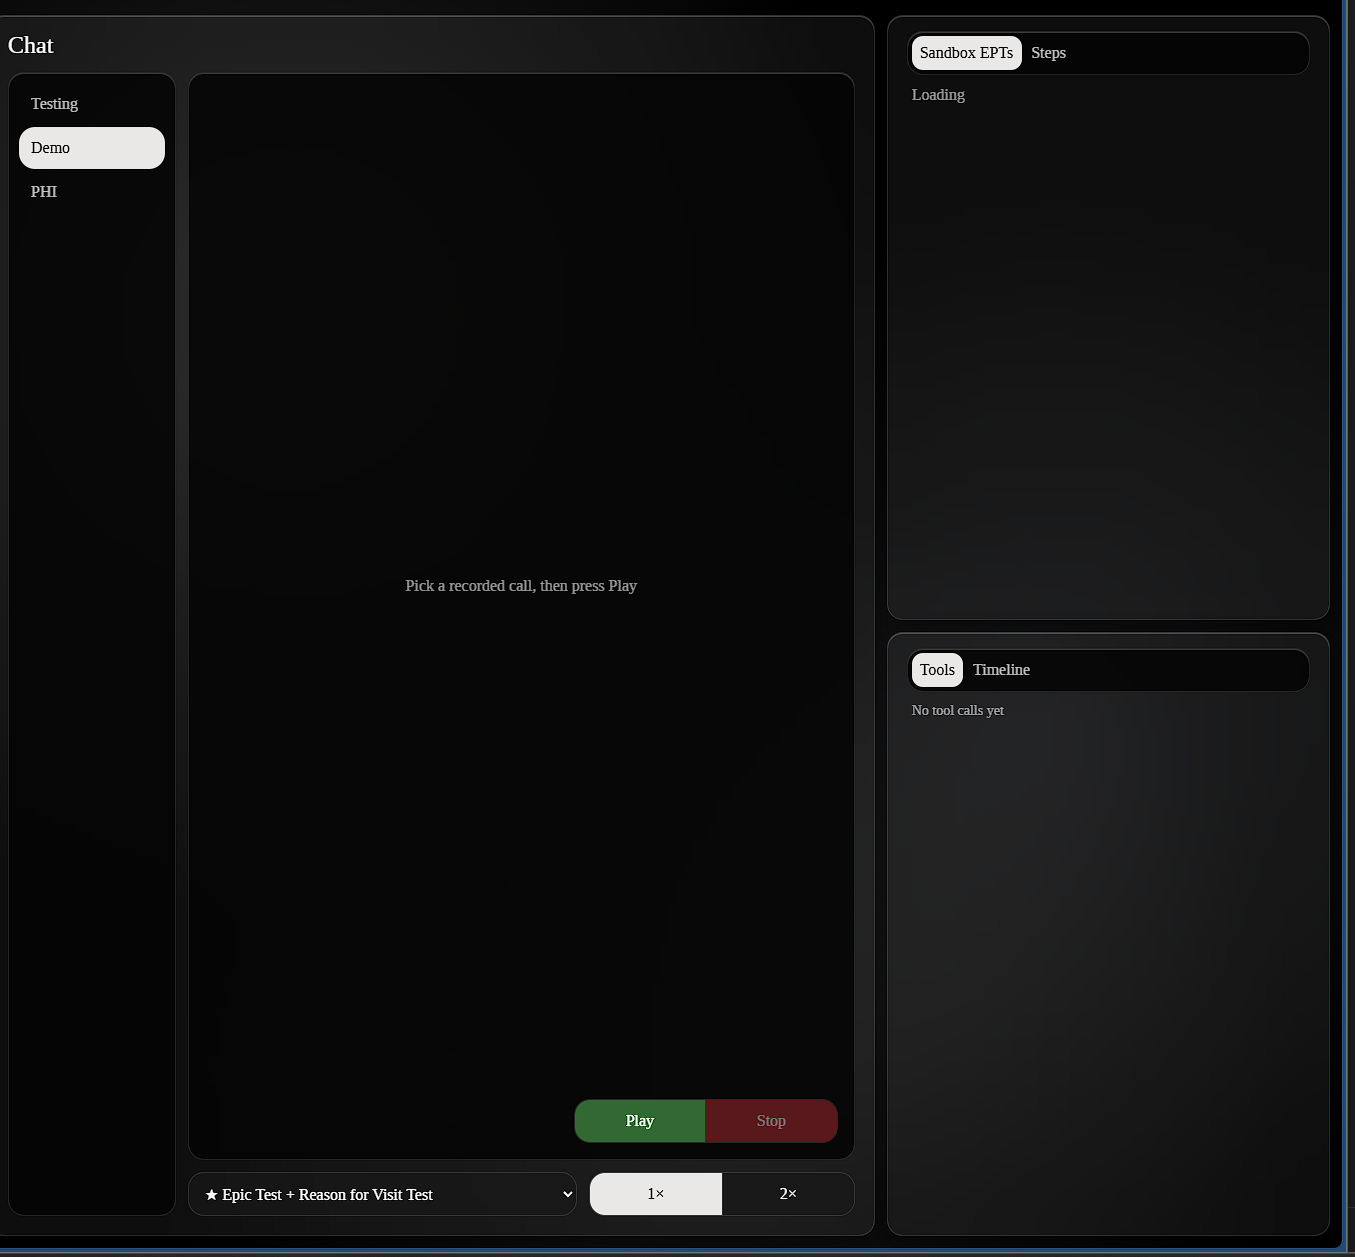 Chat
Testing
Demo
PHI
Pick a recorded call, then press Play
Play Stop
★ Epic Test + Reason for Visit Test
1× 2×
Sandbox EPTs Steps
Loading
Tools Timeline
No tool calls yet